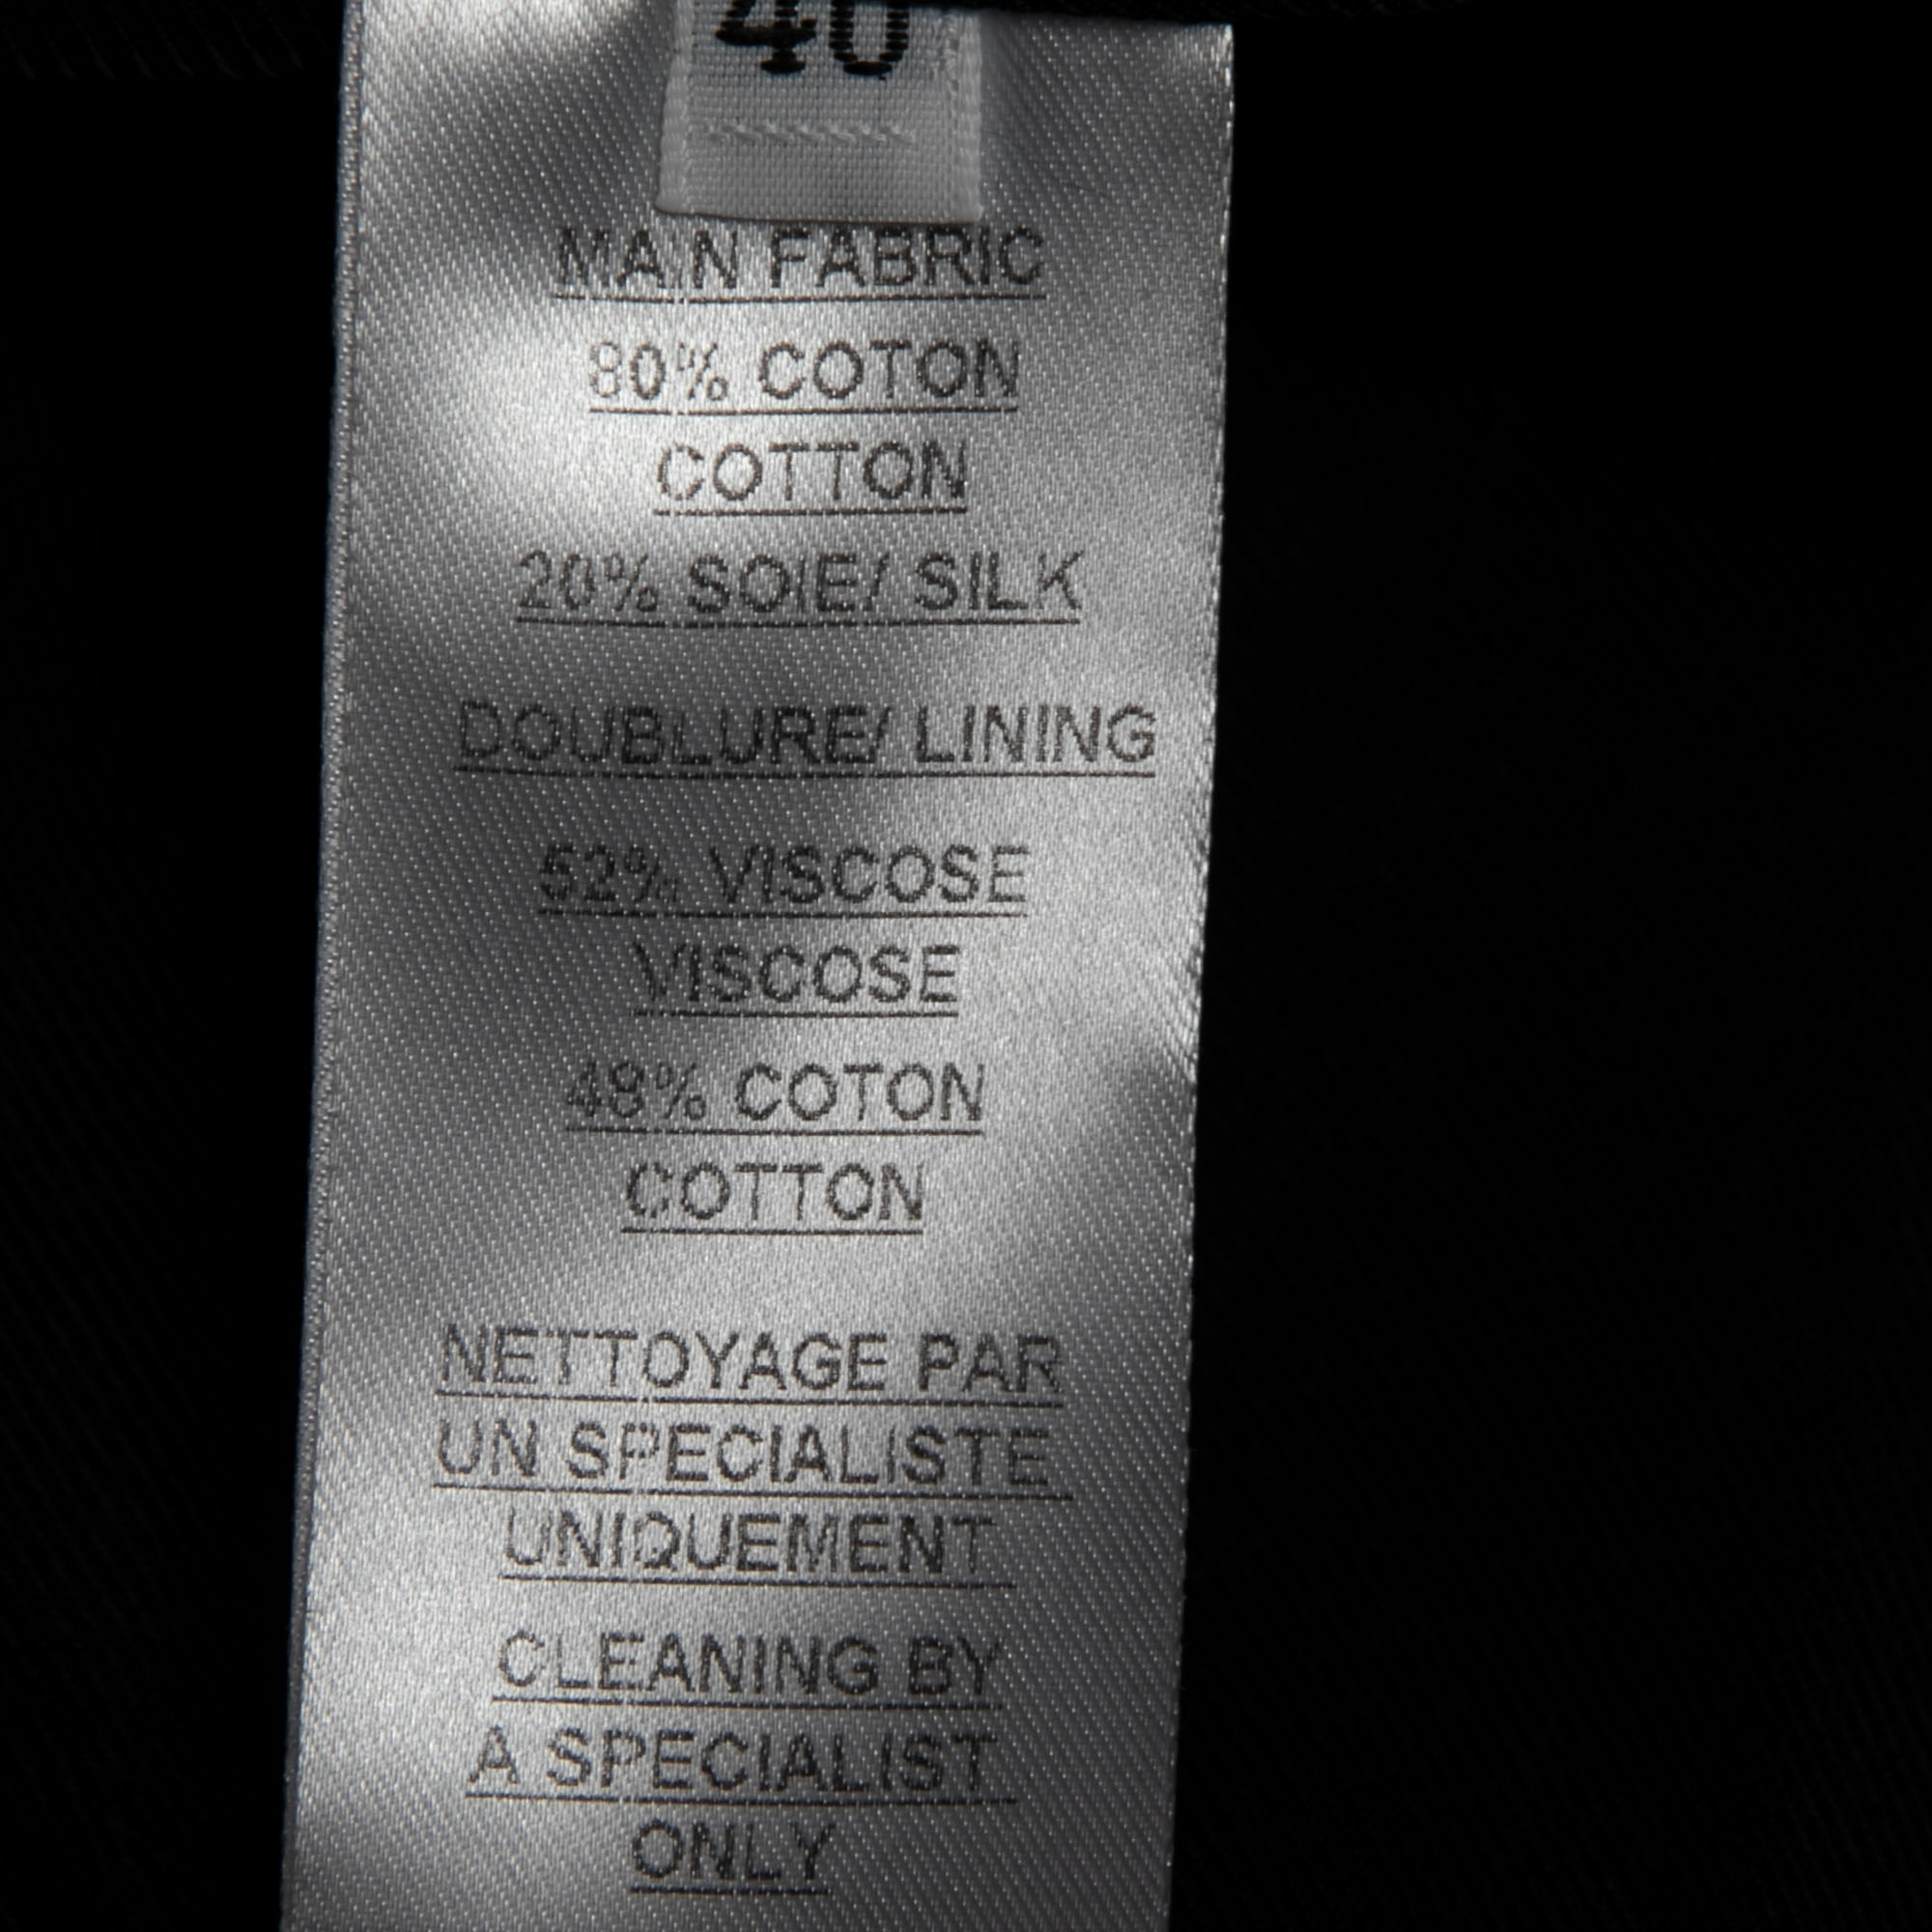 40
MAIN FABRIC
80% COTON
COTTON
20% SOIE/ SILK
DOUBLURE/ LINING
52% VISCOSE
VISCOSE
48% COTON
COTTON
NETTOYAGE PAR
UN SPECIALISTE
UNIQUEMENT
CLEANING BY
A SPECIALIST
ONLY